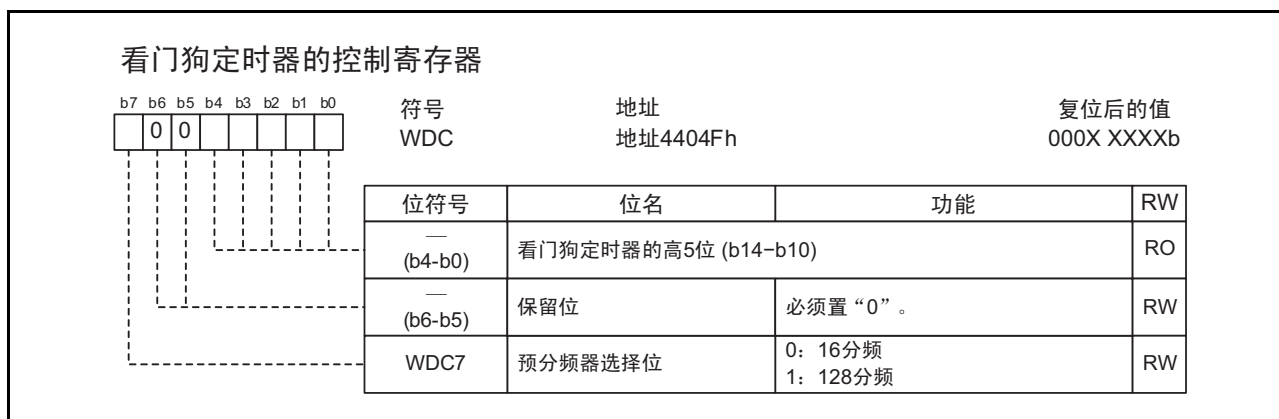 看门狗定时器的控制寄存器
b7 b6 b5 b4 b3 b2 b1 b0
符号 地址 复位后的值
0 0
WDC 地址4404Fh 000X XXXXb
位符号 位名 功能 RW
—
(b4-b0) 看门狗定时器的高5位 (b14-b10) RO
—
(b6-b5) 保留位 必须置“0”。 RW
WDC7 预分频器选择位 0：16分频
1：128分频 RW